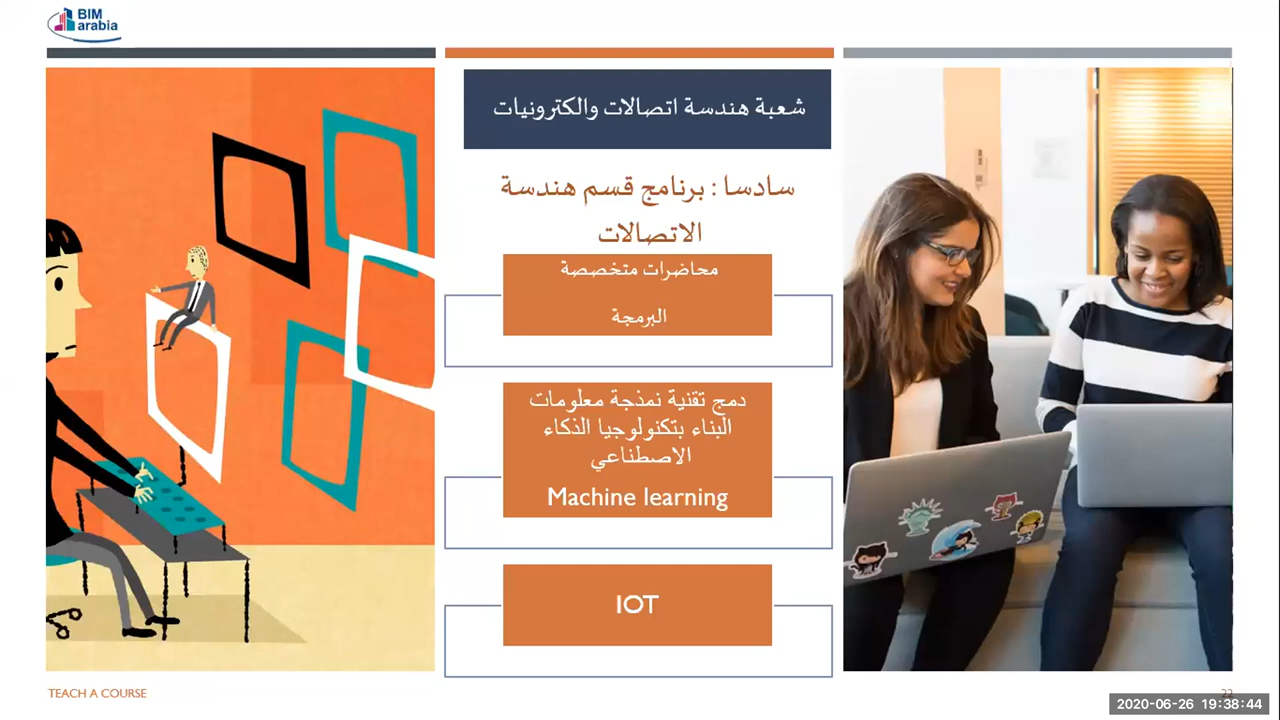 BIM
arabia
شعبة هندسة اتصالات والكترونيات
سادسا : برنامج قسم هندسة
الاتصالات
محاضرات متخصصة
البرمجة
دمج تقنية نمذجة معلومات
البناء بتكنولوجيا الذكاء
الاصطناعي
Machine learning
IOT
TEACH A COURSE
22
2020-06-26 19:38:44